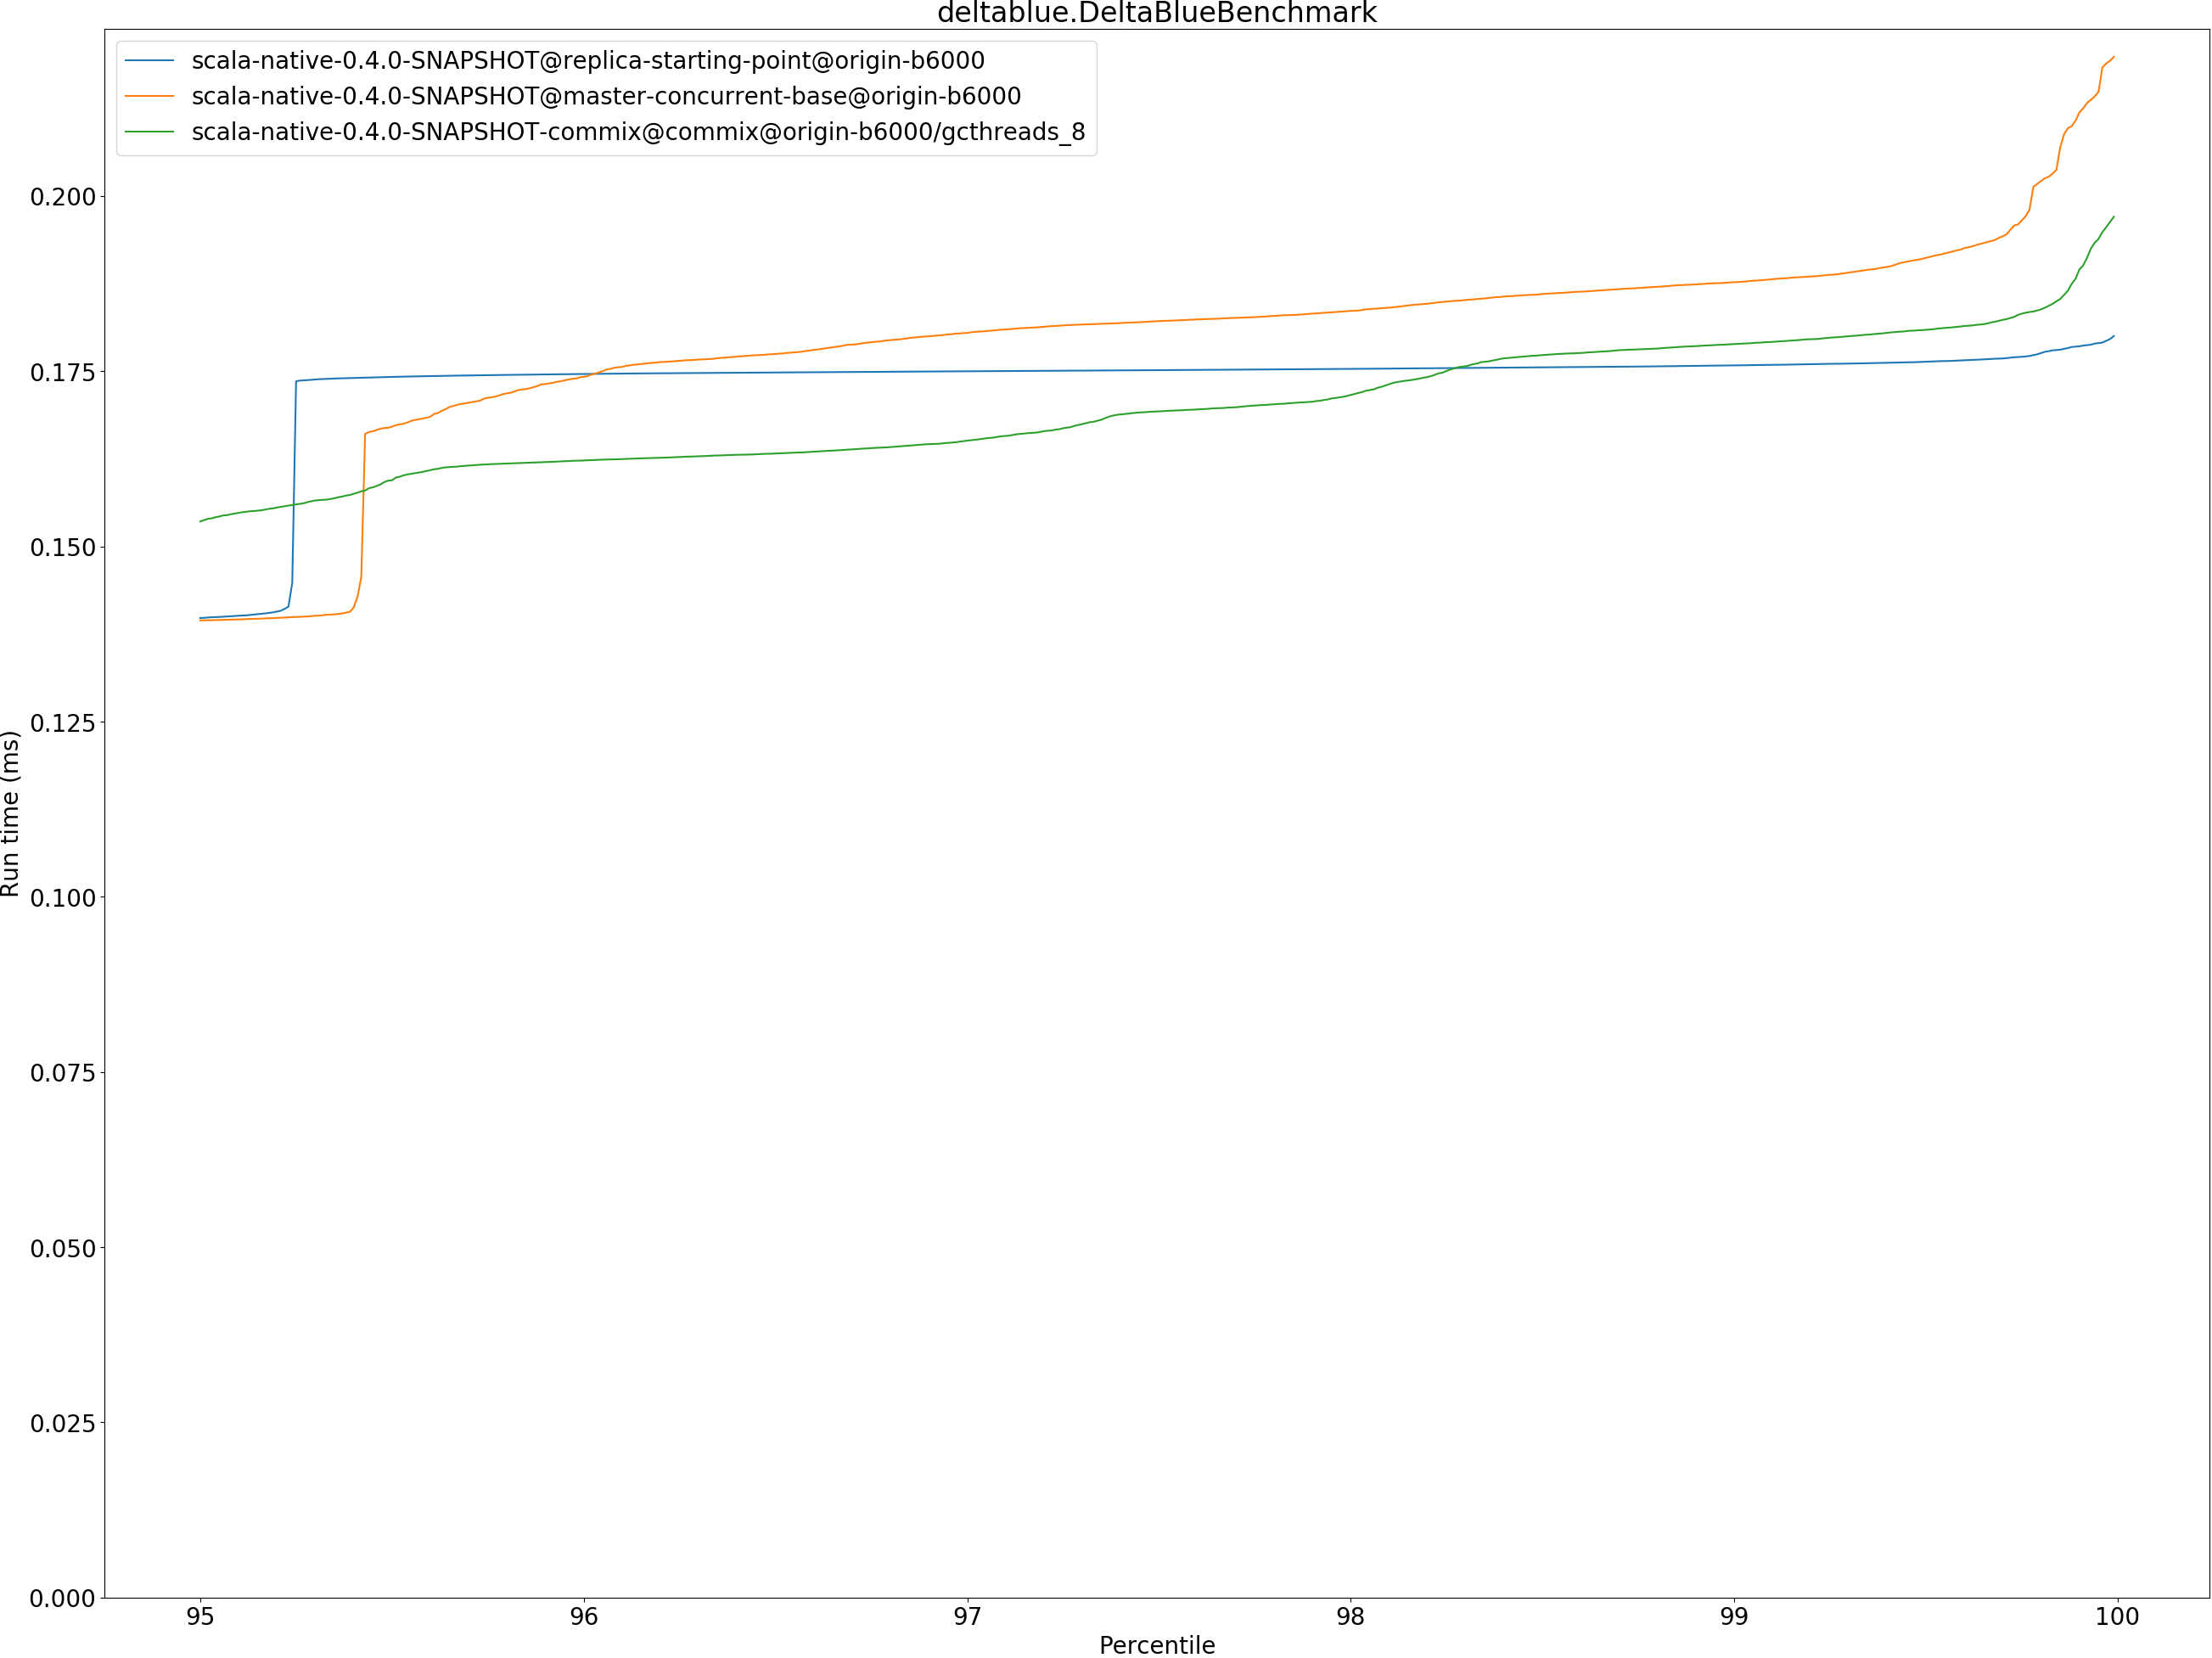 deltablue.DeltaBlueBenchmark
scala-native-0.4.0-SNAPSHOT@replica-starting-point@origin-b6000
scala-native-0.4.0-SNAPSHOT@master-concurrent-base@origin-b6000
scala-native-0.4.0-SNAPSHOT-commix@commix@origin-b6000/gcthreads_8
0.200
0.175
0.150
0.125
0.100
0.075
0.050
0.025
0.000
Run time (ms)
95 96 97 98 99 100
Percentile